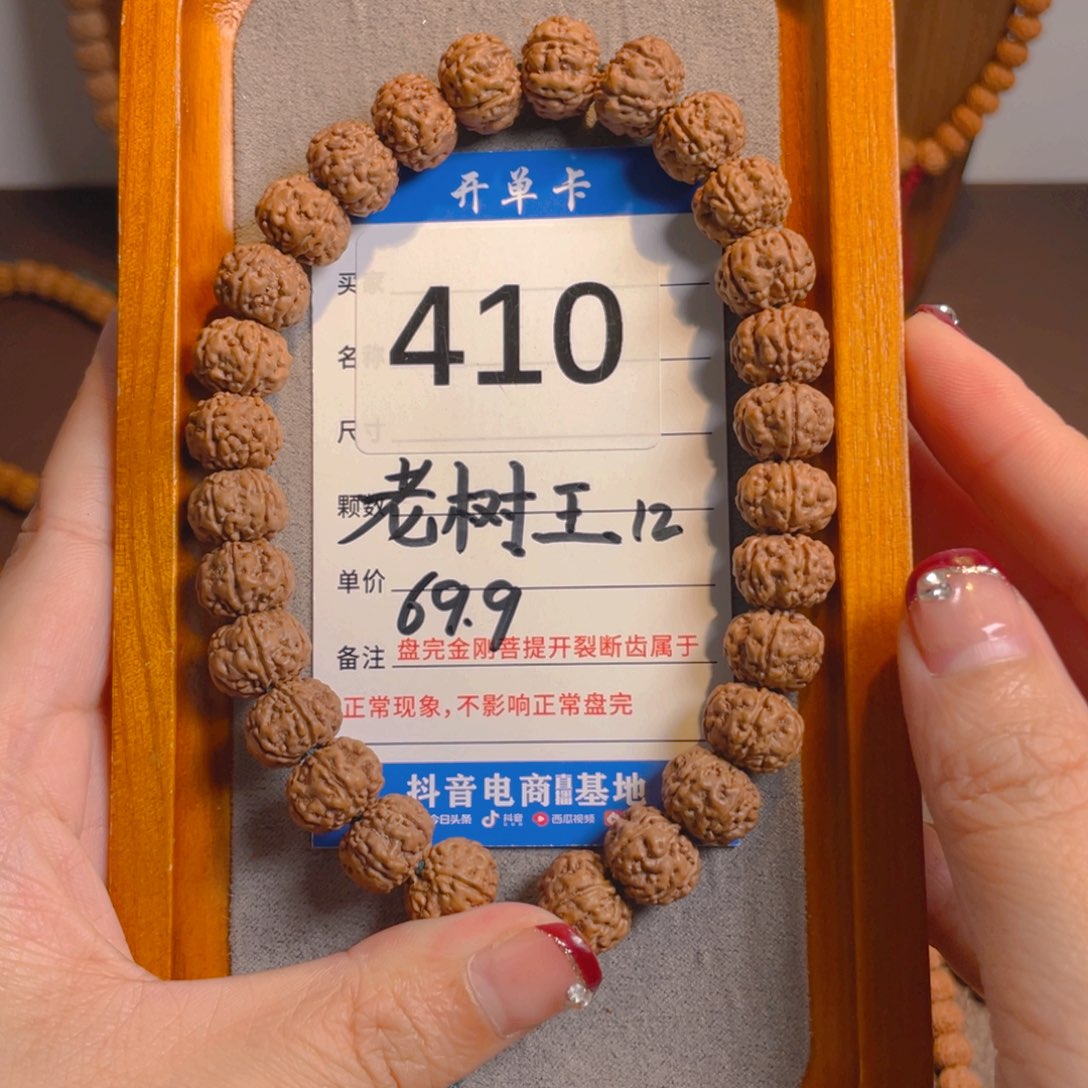 开单卡
买家
410
名称
尺寸
颗数
老树王 12
单价
69.9
备注 盘完金刚菩提开裂断齿属于
正常现象,不影响正常盘完
抖音电商直播基地
今日头条 抖音 西瓜视频